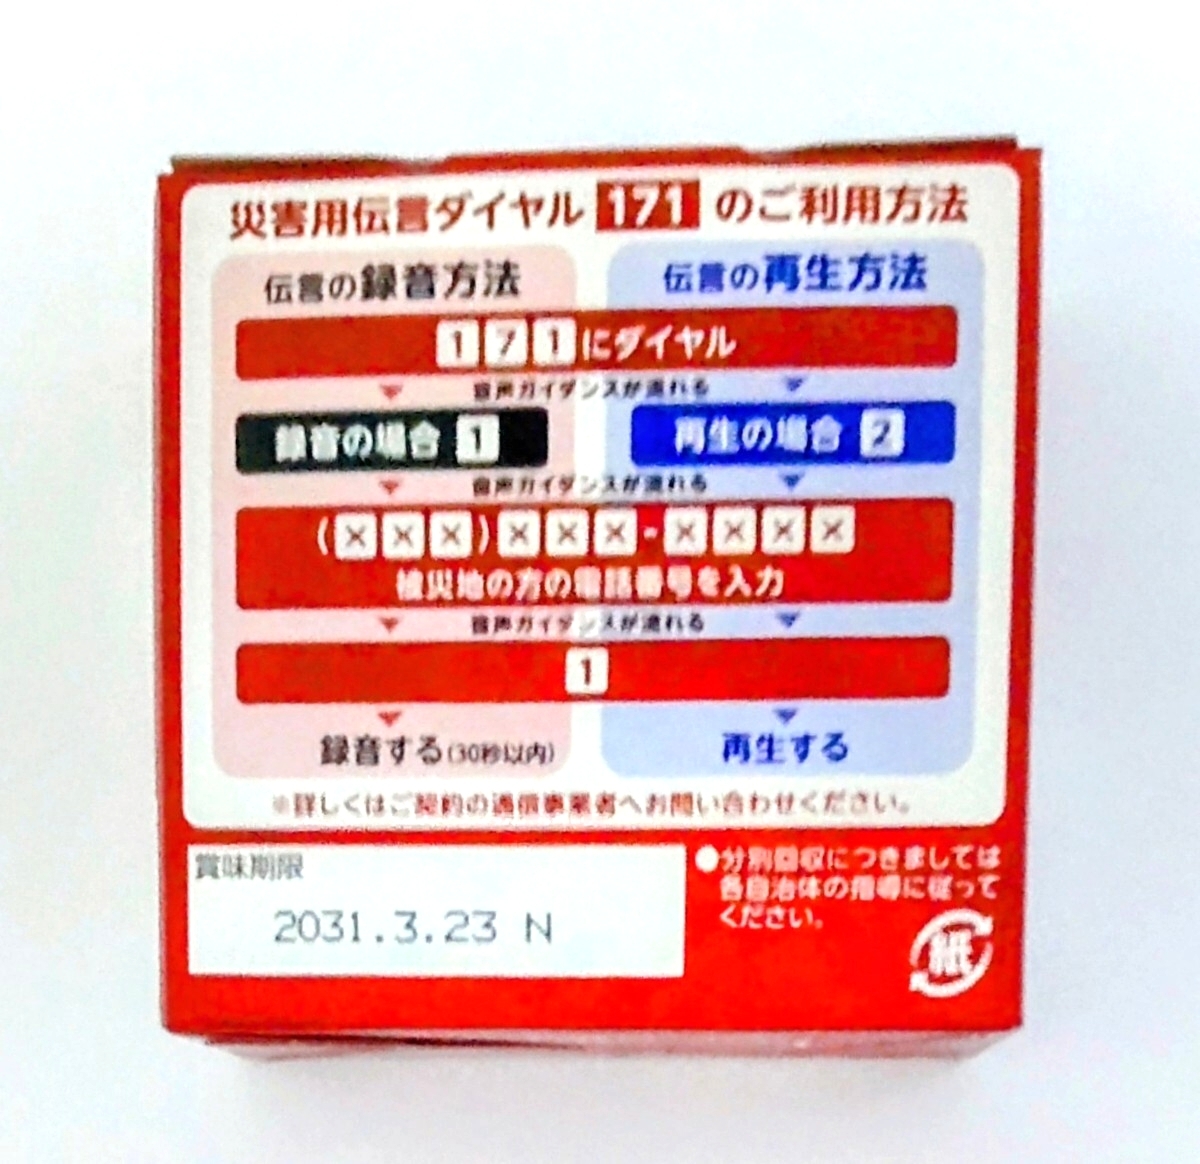 災害用伝言ダイヤル 171 のご利用方法
伝言の録音方法
伝言の再生方法
171にダイヤル
音声ガイダンスが流れる
録音の場合 1
再生の場合 2
音声ガイダンスが流れる
(×××)×××-××××
被災地の方の電話番号を入力
音声ガイダンスが流れる
1
録音する(30秒以内)
再生する
※詳しくはご契約の通信事業者へお問い合わせください。
賞味期限
2031.3.23 N
●分別回収につきましては
各自治体の指導に従って
ください。
紙